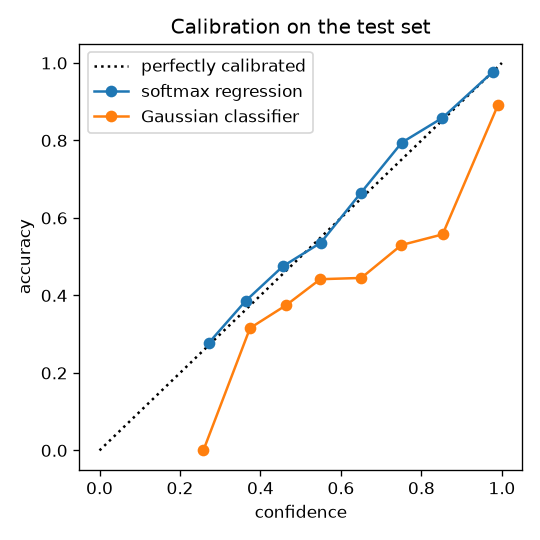 Calibration on the test set
perfectly calibrated
softmax regression
Gaussian classifier
accuracy
1.0
0.8
0.6
0.4
0.2
0.0
0.0 0.2 0.4 0.6 0.8 1.0
confidence